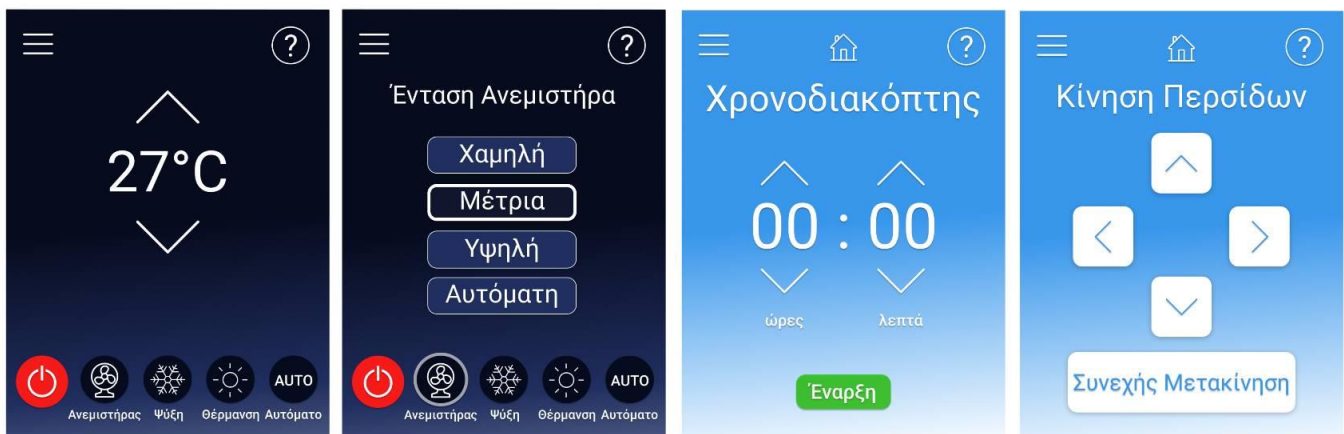 ?
27°C
AUTO
Ανεμιστήρας Ψύξη Θέρμανση Αυτόματο
?
Ένταση Ανεμιστήρα
Χαμηλή
Μέτρια
Υψηλή
Αυτόματη
AUTO
Ανεμιστήρας Ψύξη Θέρμανση Αυτόματο
?
Χρονοδιακόπτης
00 : 00
ώρες λεπτά
Έναρξη
?
Κίνηση Περσίδων
Συνεχής Μετακίνηση